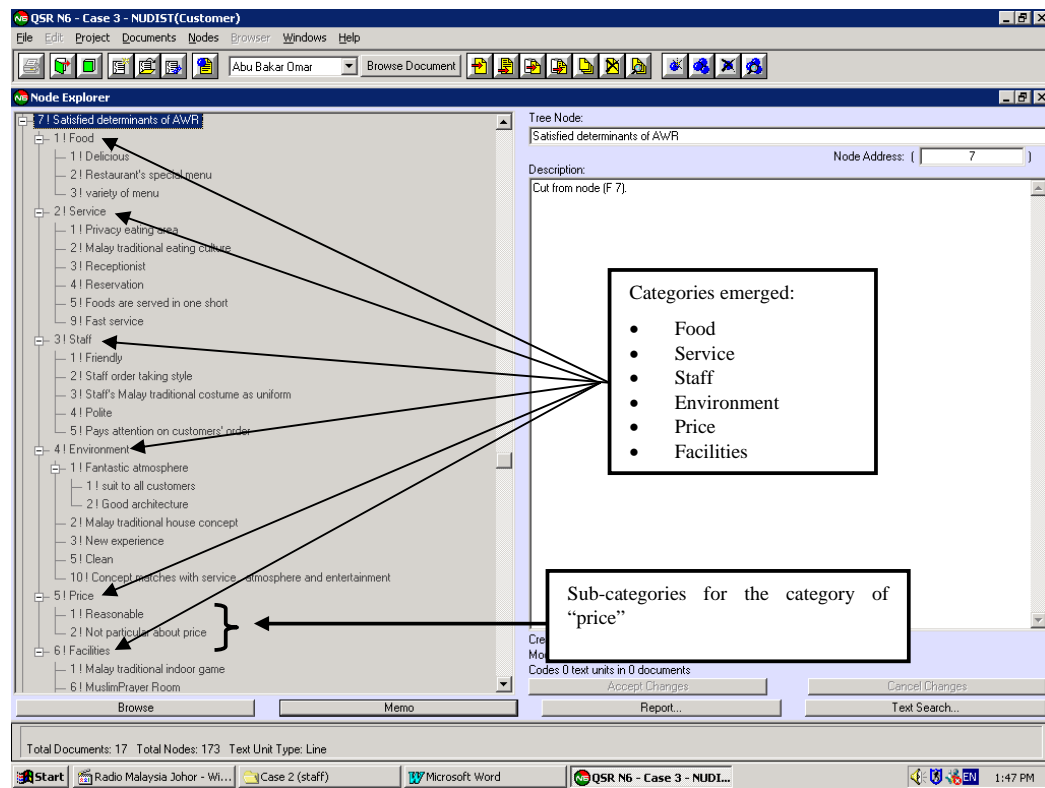 QSR N6 - Case 3 - NUDIST(Customer)
File Edit Project Documents Nodes Browser Windows Help
Abu Bakar Omar Browse Document
Node Explorer
7 ! Satisfied determinants of AWR
1 ! Food
1 ! Delicious
2 ! Restaurant's special menu
3 ! variety of menu
2 ! Service
1 ! Privacy eating area
2 ! Malay traditional eating culture
3 ! Receptionist
4 ! Reservation
5 ! Foods are served in one short
9 ! Fast service
3 ! Staff
1 ! Friendly
2 ! Staff order taking style
3 ! Staff's Malay traditional costume as uniform
4 ! Polite
5 ! Pays attention on customers' order
4 ! Environment
1 ! Fantastic atmosphere
1 ! suit to all customers
2 ! Good architecture
2 ! Malay traditional house concept
3 ! New experience
5 ! Clean
10 ! Concept matches with service, atmosphere and entertainment
5 ! Price
1 ! Reasonable
2 ! Not particular about price
6 ! Facilities
1 ! Malay traditional indoor game
6 ! MuslimPrayer Room
Browse Memo
Tree Node:
Satisfied determinants of AWR
Node Address: ( 7 )
Description:
Cut from node (F 7).
Categories emerged:
• Food
• Service
• Staff
• Environment
• Price
• Facilities
Sub-categories for the category of
"price"
Codes 0 text units in 0 documents
Accept Changes Cancel Changes
Report... Text Search...
Total Documents: 17 Total Nodes: 173 Text Unit Type: Line
Start Radio Malaysia Johor - Wi... Case 2 (staff) Microsoft Word QSR N6 - Case 3 - NUDI... EN 1:47 PM